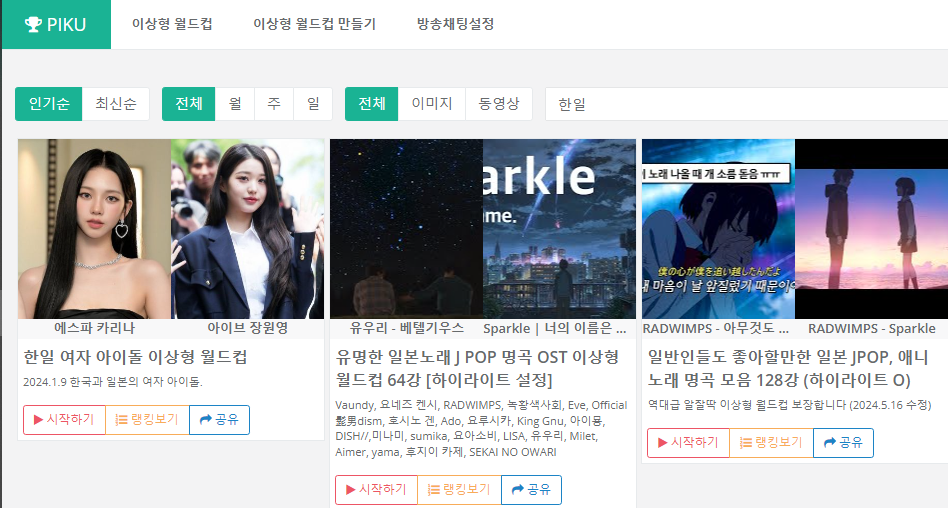 PIKU
이상형 월드컵
이상형 월드컵 만들기
방송채팅설정
인기순 최신순
전체 월 주 일
전체 이미지 동영상
한일
에스파 카리나
아이브 장원영
한일 여자 아이돌 이상형 월드컵
2024.1.9 한국과 일본의 여자 아이돌.
시작하기 랭킹보기 공유
arkle
me.
유우리 - 베텔기우스
Sparkle | 너의 이름은 ...
유명한 일본노래 J POP 명곡 OST 이상형
월드컵 64강 [하이라이트 설정]
Vaundy, 요네즈 켄시, RADWIMPS, 녹황색사회, Eve, Official
髭男dism, 호시노 겐, Ado, 요루시카, King Gnu, 아이묭,
DISH//,미나미, sumika, 요아소비, LISA, 유우리, Milet,
Aimer, yama, 후지이 카제, SEKAI NO OWARI
시작하기 랭킹보기 공유
노래 나올 때 개 소름 돋음 ㅠㅠ
僕の心が僕を追い越したんだよ
내 마음이 날 앞질렀기 때문이
RADWIMPS - 아무것도 ...
RADWIMPS - Sparkle
일반인들도 좋아할만한 일본 JPOP, 애니
노래 명곡 모음 128강 (하이라이트 O)
역대급 알잘딱 이상형 월드컵 보장합니다 (2024.5.16 수정)
시작하기 랭킹보기 공유